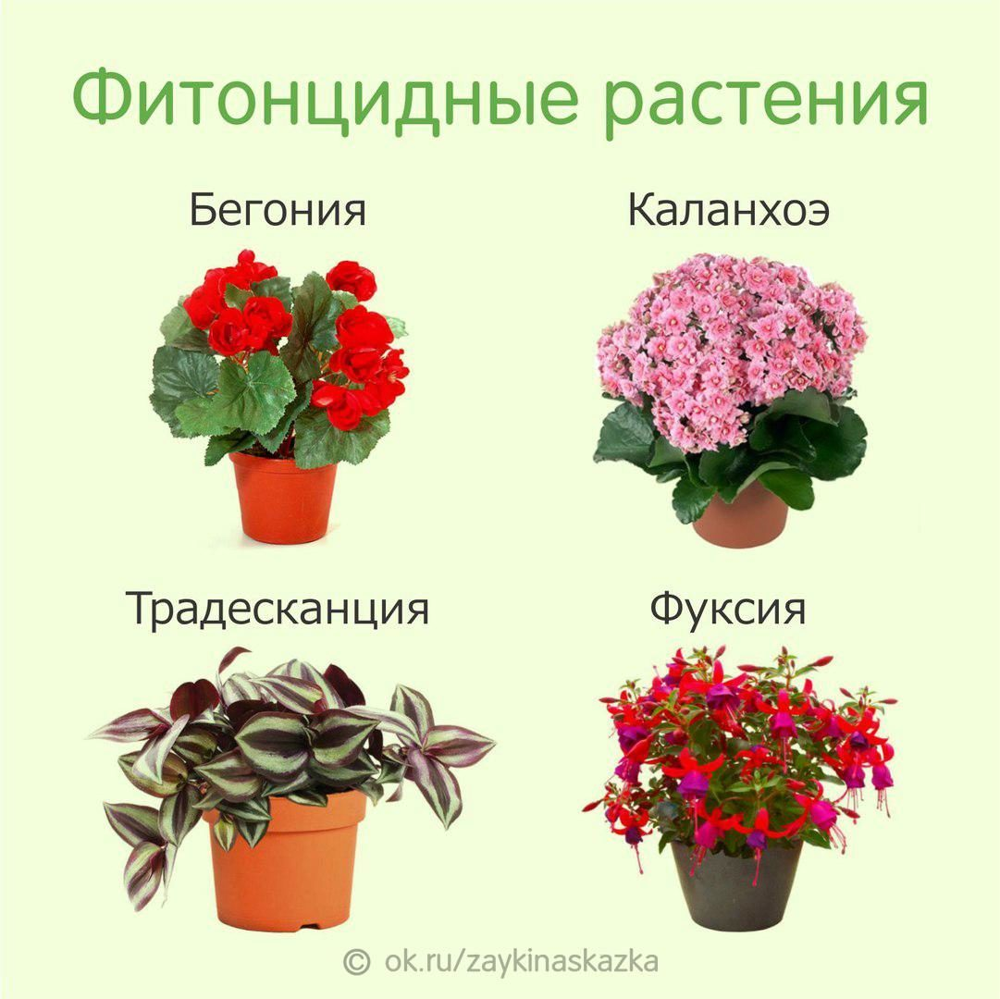 Фитонцидные растения
Бегония
Каланхоэ
Традесканция
Фуксия
© ok.ru/zaykinaskazka